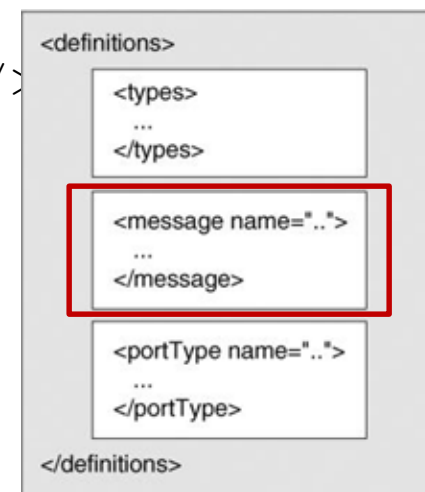 <definitions>
/>
<types>
...
</types>
<message name="..">
...
</message>
<portType name="..">
...
</portType>
</definitions>